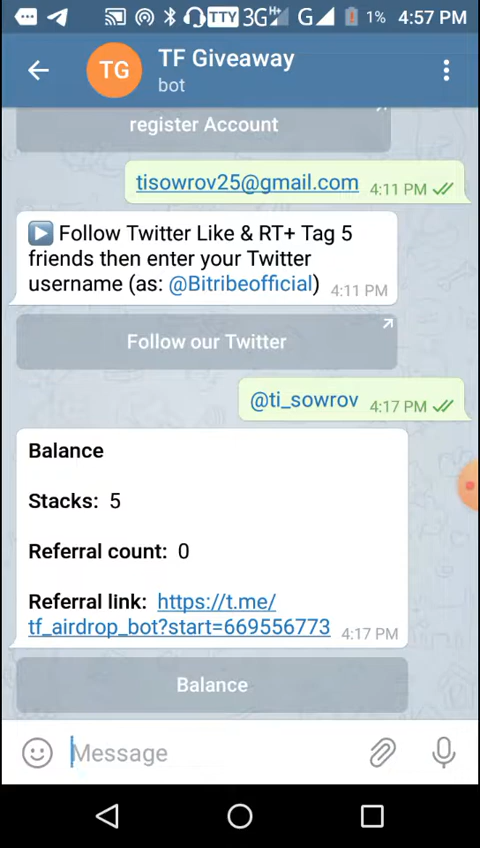 TTY 3G H+ G 1% 4:57 PM
TG TF Giveaway
bot
register Account
tisowrov25@gmail.com 4:11 PM
Follow Twitter Like & RT+ Tag 5
friends then enter your Twitter
username (as: @Bitribeofficial) 4:11 PM
Follow our Twitter
@ti_sowrov 4:17 PM
Balance
Stacks: 5
Referral count: 0
Referral link: https://t.me/
tf_airdrop_bot?start=669556773 4:17 PM
Balance
Message